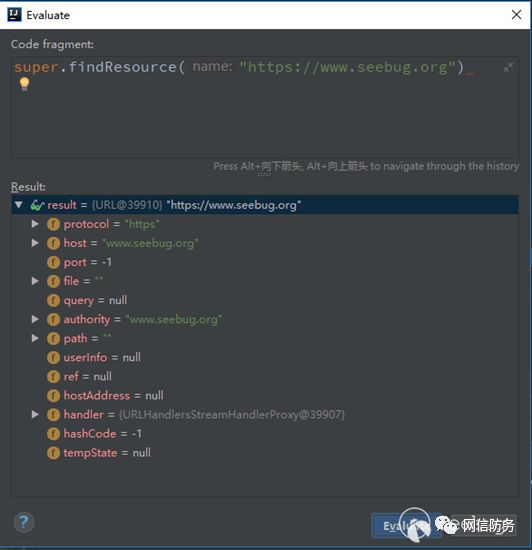 Evaluate
Code fragment:
super.findResource( name: "https://www.seebug.org")
Press Alt+向下箭头, Alt+向上箭头 to navigate through the history
Result:
result = {URL@39910} "https://www.seebug.org"
protocol = "https"
host = "www.seebug.org"
port = -1
file = ""
query = null
authority = "www.seebug.org"
path = ""
userInfo = null
ref = null
hostAddress = null
handler = {URLHandlersStreamHandlerProxy@39907}
hashCode = -1
tempState = null
Evaluate
网信防务